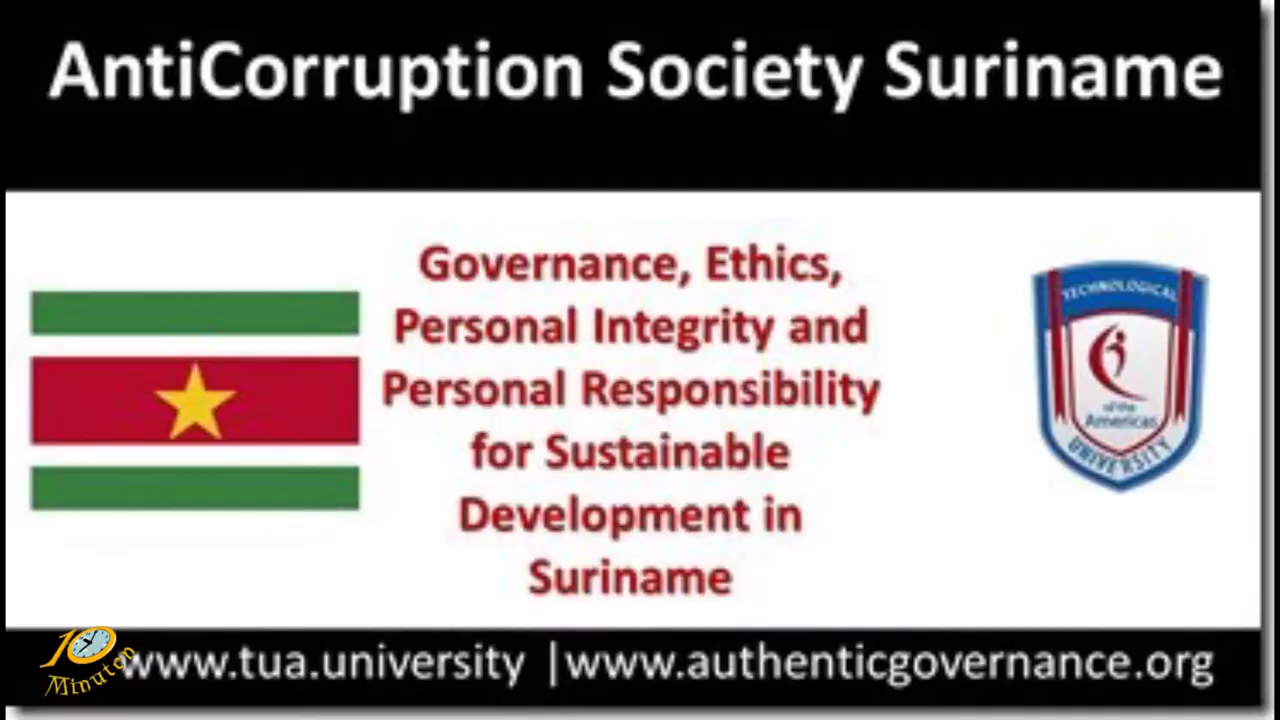 AntiCorruption Society Suriname
Governance, Ethics,
Personal Integrity and
Personal Responsibility
for Sustainable
Development in
Suriname
TECHNOLOGICAL
of the
Americas
UNIVERSITY
10
Minuten
www.tua.university |www.authenticgovernance.org